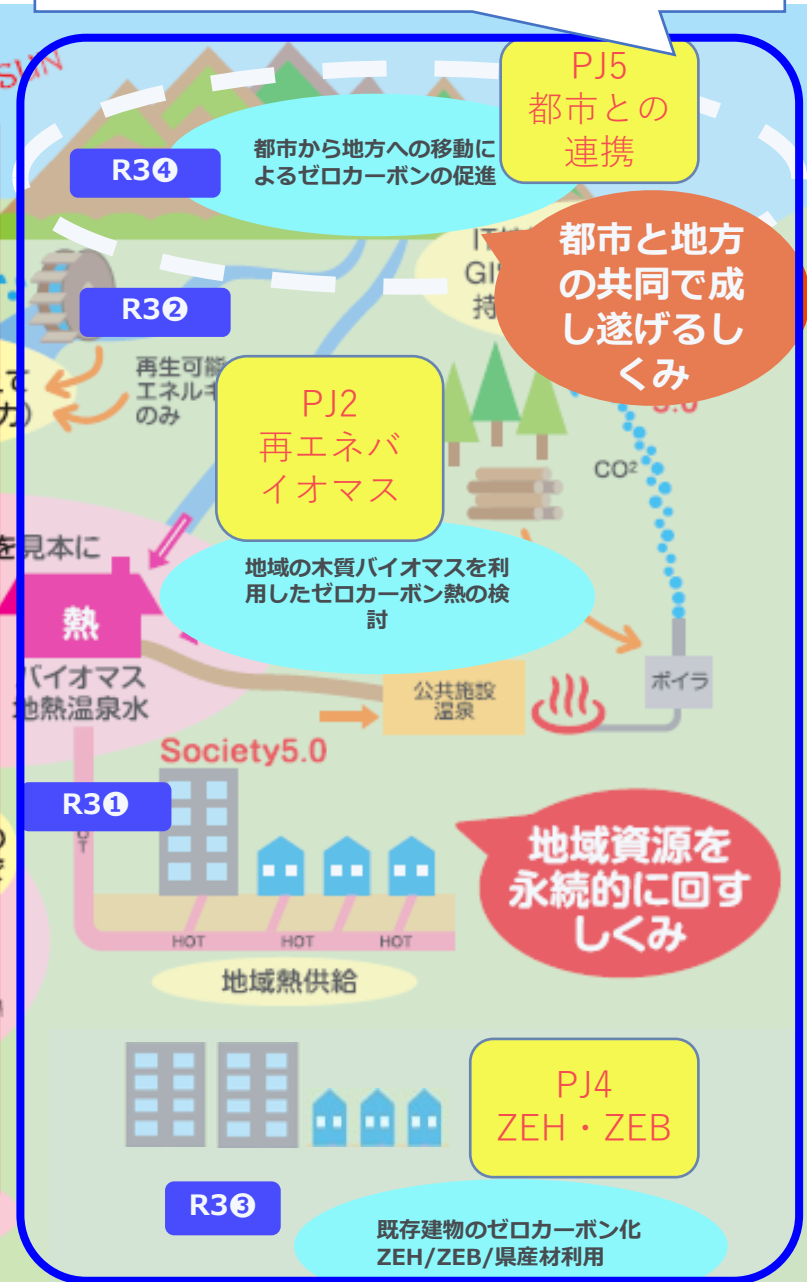 SUN
PJ5
都市との
連携
都市から地方への移動に
よるゼロカーボンの促進
R3❹
都市と地方
の共同で成
し遂げるし
くみ
GI
持
R3❷
再生可能
エネルギ
のみ
力）
PJ2
再エネバ
イオマス
5.0
CO²
を見本に
地域の木質バイオマスを利
用したゼロカーボン熱の検
討
熱
バイオマス
地熱温泉水
公共施設
温泉
ボイラ
Society5.0
R3❶
地域資源を
永続的に回す
しくみ
HOT HOT HOT
地域熱供給
PJ4
ZEH・ZEB
R3❸
既存建物のゼロカーボン化
ZEH/ZEB/県産材利用